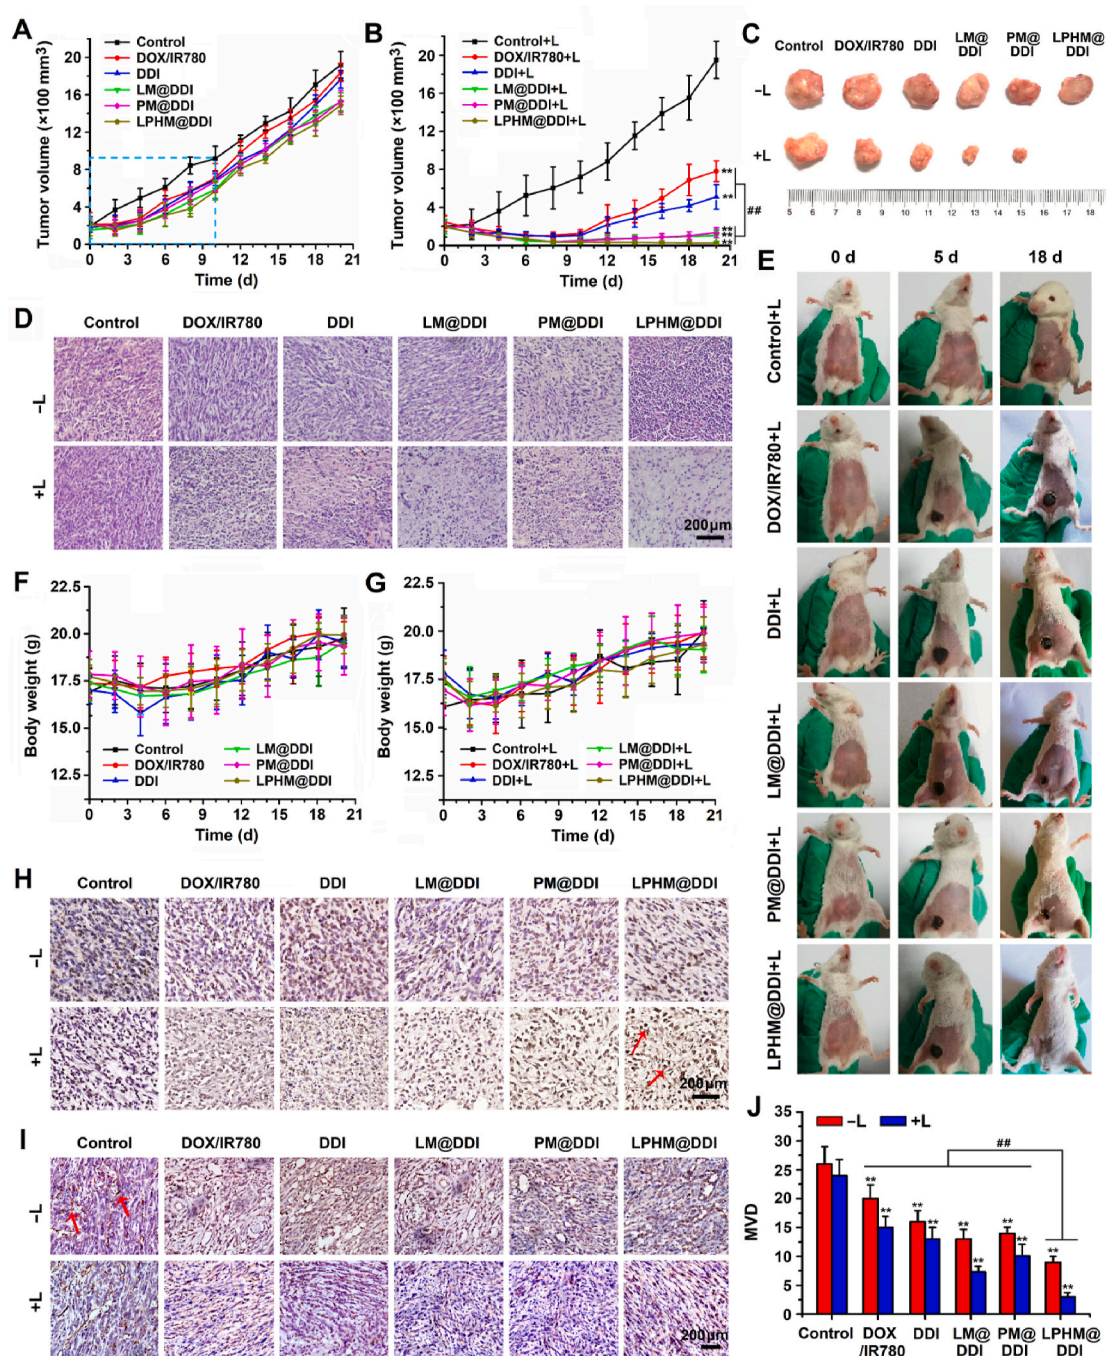 A
Tumor volume (×100 mm³)
20
16
12
8
4
0
Control
DOX/IR780
DDI
LM@DDI
PM@DDI
LPHM@DDI
0 3 6 9 12 15 18 21
Time (d)
B
Tumor volume (×100 mm³)
20
16
12
8
4
0
Control+L
DOX/IR780+L
DDI+L
LM@DDI+L
PM@DDI+L
LPHM@DDI+L
**
**
**
**
**
##
0 3 6 9 12 15 18 21
Time (d)
C
Control DOX/IR780 DDI LM@ DDI PM@ DDI LPHM@ DDI
−L
+L
5 6 7 8 9 10 11 12 13 14 15 16 17 18
D
Control DOX/IR780 DDI LM@DDI PM@DDI LPHM@DDI
−L
+L
200μm
E
0 d 5 d 18 d
Control+L
DOX/IR780+L
DDI+L
LM@DDI+L
PM@DDI+L
LPHM@DDI+L
F
Body weight (g)
22.5
20.0
17.5
15.0
12.5
Control LM@DDI
DOX/IR780 PM@DDI
DDI LPHM@DDI
0 3 6 9 12 15 18 21
Time (d)
G
Body weight (g)
22.5
20.0
17.5
15.0
12.5
Control+L LM@DDI+L
DOX/IR780+L PM@DDI+L
DDI+L LPHM@DDI+L
0 3 6 9 12 15 18 21
Time (d)
H
Control DOX/IR780 DDI LM@DDI PM@DDI LPHM@DDI
−L
+L
200μm
I
Control DOX/IR780 DDI LM@DDI PM@DDI LPHM@DDI
−L
+L
200μm
J
MVD
35
30
25
20
15
10
5
0
−L +L
##
** ** ** ** ** ** ** ** ** **
Control DOX DDI LM@ PM@ LPHM@
/IR780 DDI DDI DDI